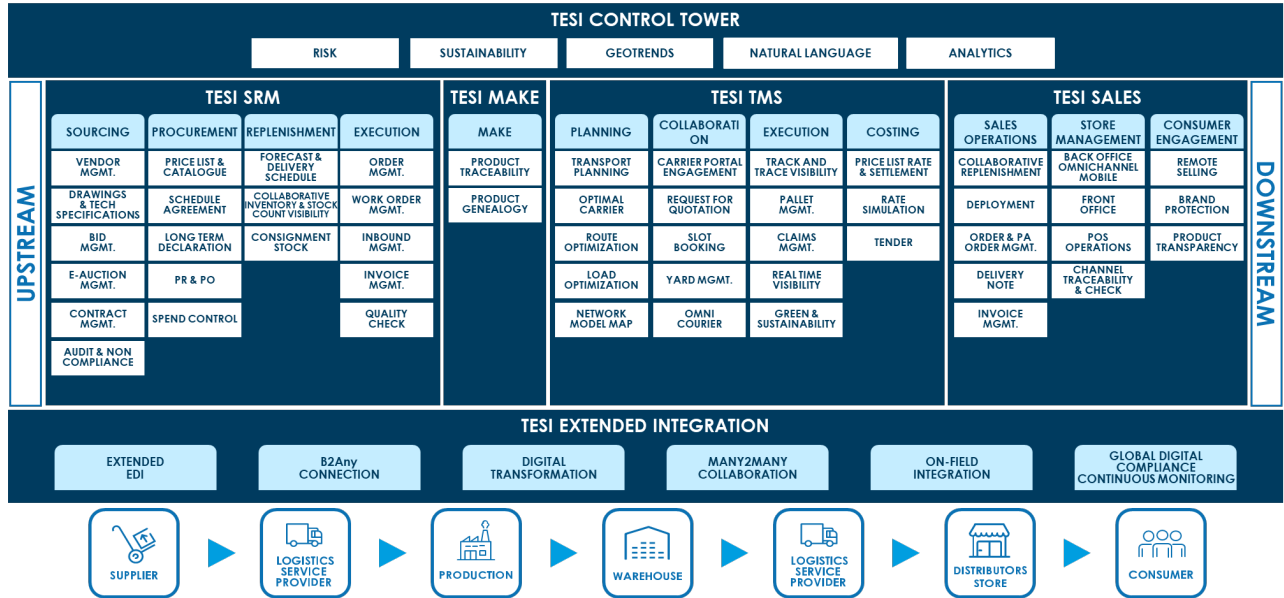 TESI CONTROL TOWER
RISK
SUSTAINABILITY
GEOTRENDS
NATURAL LANGUAGE
ANALYTICS
UPSTREAM
TESI SRM
SOURCING
VENDOR
MGMT.
DRAWINGS
& TECH
SPECIFICATIONS
BID
MGMT.
E-AUCTION
MGMT.
CONTRACT
MGMT.
AUDIT & NON
COMPLIANCE
PROCUREMENT
PRICE LIST &
CATALOGUE
SCHEDULE
AGREEMENT
LONG TERM
DECLARATION
PR & PO
SPEND CONTROL
REPLENISHMENT
FORECAST &
DELIVERY
SCHEDULE
COLLABORATIVE
INVENTORY & STOCK
COUNT VISIBILITY
CONSIGNMENT
STOCK
EXECUTION
ORDER
MGMT.
WORK ORDER
MGMT.
INBOUND
MGMT.
INVOICE
MGMT.
QUALITY
CHECK
TESI MAKE
MAKE
PRODUCT
TRACEABILITY
PRODUCT
GENEALOGY
TESI TMS
PLANNING
TRANSPORT
PLANNING
OPTIMAL
CARRIER
ROUTE
OPTIMIZATION
LOAD
OPTIMIZATION
NETWORK
MODEL MAP
COLLABORATI
ON
CARRIER PORTAL
ENGAGEMENT
REQUEST FOR
QUOTATION
SLOT
BOOKING
YARD MGMT.
OMNI
COURIER
EXECUTION
TRACK AND
TRACE VISIBILITY
PALLET
MGMT.
CLAIMS
MGMT.
REAL TIME
VISIBILITY
GREEN &
SUSTAINABILITY
COSTING
PRICE LIST RATE
& SETTLEMENT
RATE
SIMULATION
TENDER
TESI SALES
SALES
OPERATIONS
COLLABORATIVE
REPLENISHMENT
DEPLOYMENT
ORDER & PA
ORDER MGMT.
DELIVERY
NOTE
INVOICE
MGMT.
STORE
MANAGEMENT
BACK OFFICE
OMNICHANNEL
MOBILE
FRONT
OFFICE
POS
OPERATIONS
CHANNEL
TRACEABILITY
& CHECK
CONSUMER
ENGAGEMENT
REMOTE
SELLING
BRAND
PROTECTION
PRODUCT
TRANSPARENCY
DOWNSTREAM
TESI EXTENDED INTEGRATION
EXTENDED
EDI
B2Any
CONNECTION
DIGITAL
TRANSFORMATION
MANY2MANY
COLLABORATION
ON-FIELD
INTEGRATION
GLOBAL DIGITAL
COMPLIANCE
CONTINUOUS MONITORING
SUPPLIER
LOGISTICS
SERVICE
PROVIDER
PRODUCTION
WAREHOUSE
LOGISTICS
SERVICE
PROVIDER
DISTRIBUTORS
STORE
CONSUMER